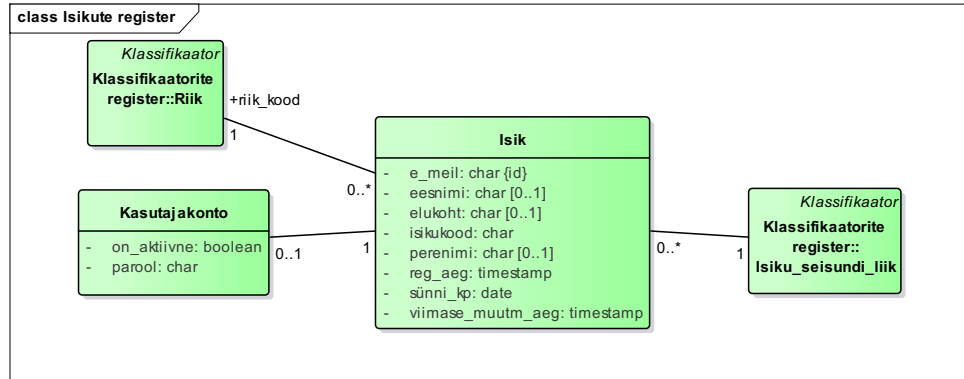 class Isikute register
Klassifikaator
Klassifikaatorite
register::Riik
+riik_kood
1
0..*
Isik
- e_meil: char {id}
- eesnimi: char [0..1]
- elukoht: char [0..1]
- isikukood: char
- perenimi: char [0..1]
- reg_aeg: timestamp
- sünni_kp: date
- viimase_muutm_aeg: timestamp
Kasutajakonto
- on_aktiivne: boolean
- parool: char
0..1
1
0..*
1
Klassifikaator
Klassifikaatorite
register::
Isiku_seisundi_liik